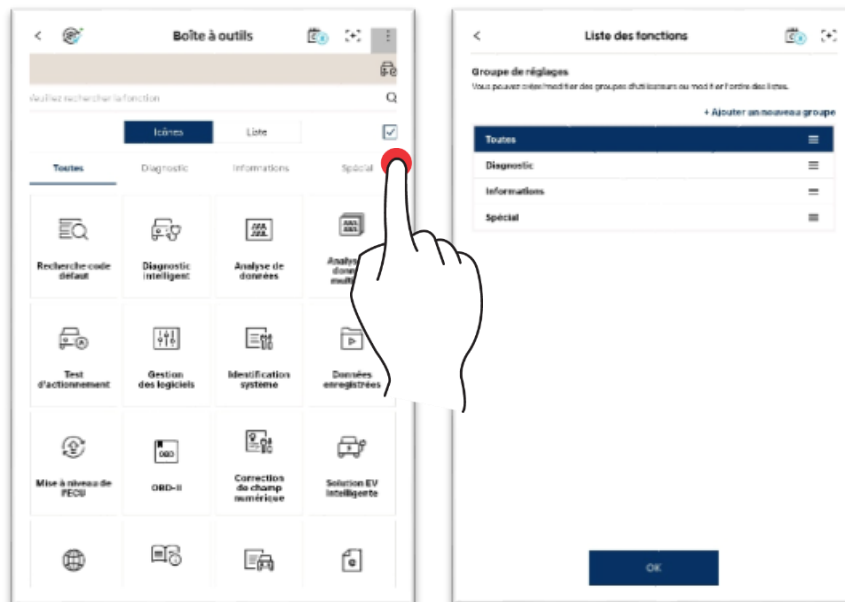 Boîte à outils
Veuillez rechercher la fonction
Icônes
Liste
Toutes
Diagnostic
Informations
Spécial
Recherche code
défaut
Diagnostic
intelligent
Analyse de
données
Test
d'actionnement
Gestion
des logiciels
Identification
système
Données
enregistrées
Mise à niveau de
l'ECU
OBD
OBD-II
Correction
de champ
numérique
Solution EV
intelligente
Liste des fonctions
Groupe de réglages
Vous pouvez créer/modifier des groupes d'utilisateurs ou modifier l'ordre des listes.
+ Ajouter un nouveau groupe
Toutes
Diagnostic
Informations
Spécial
OK